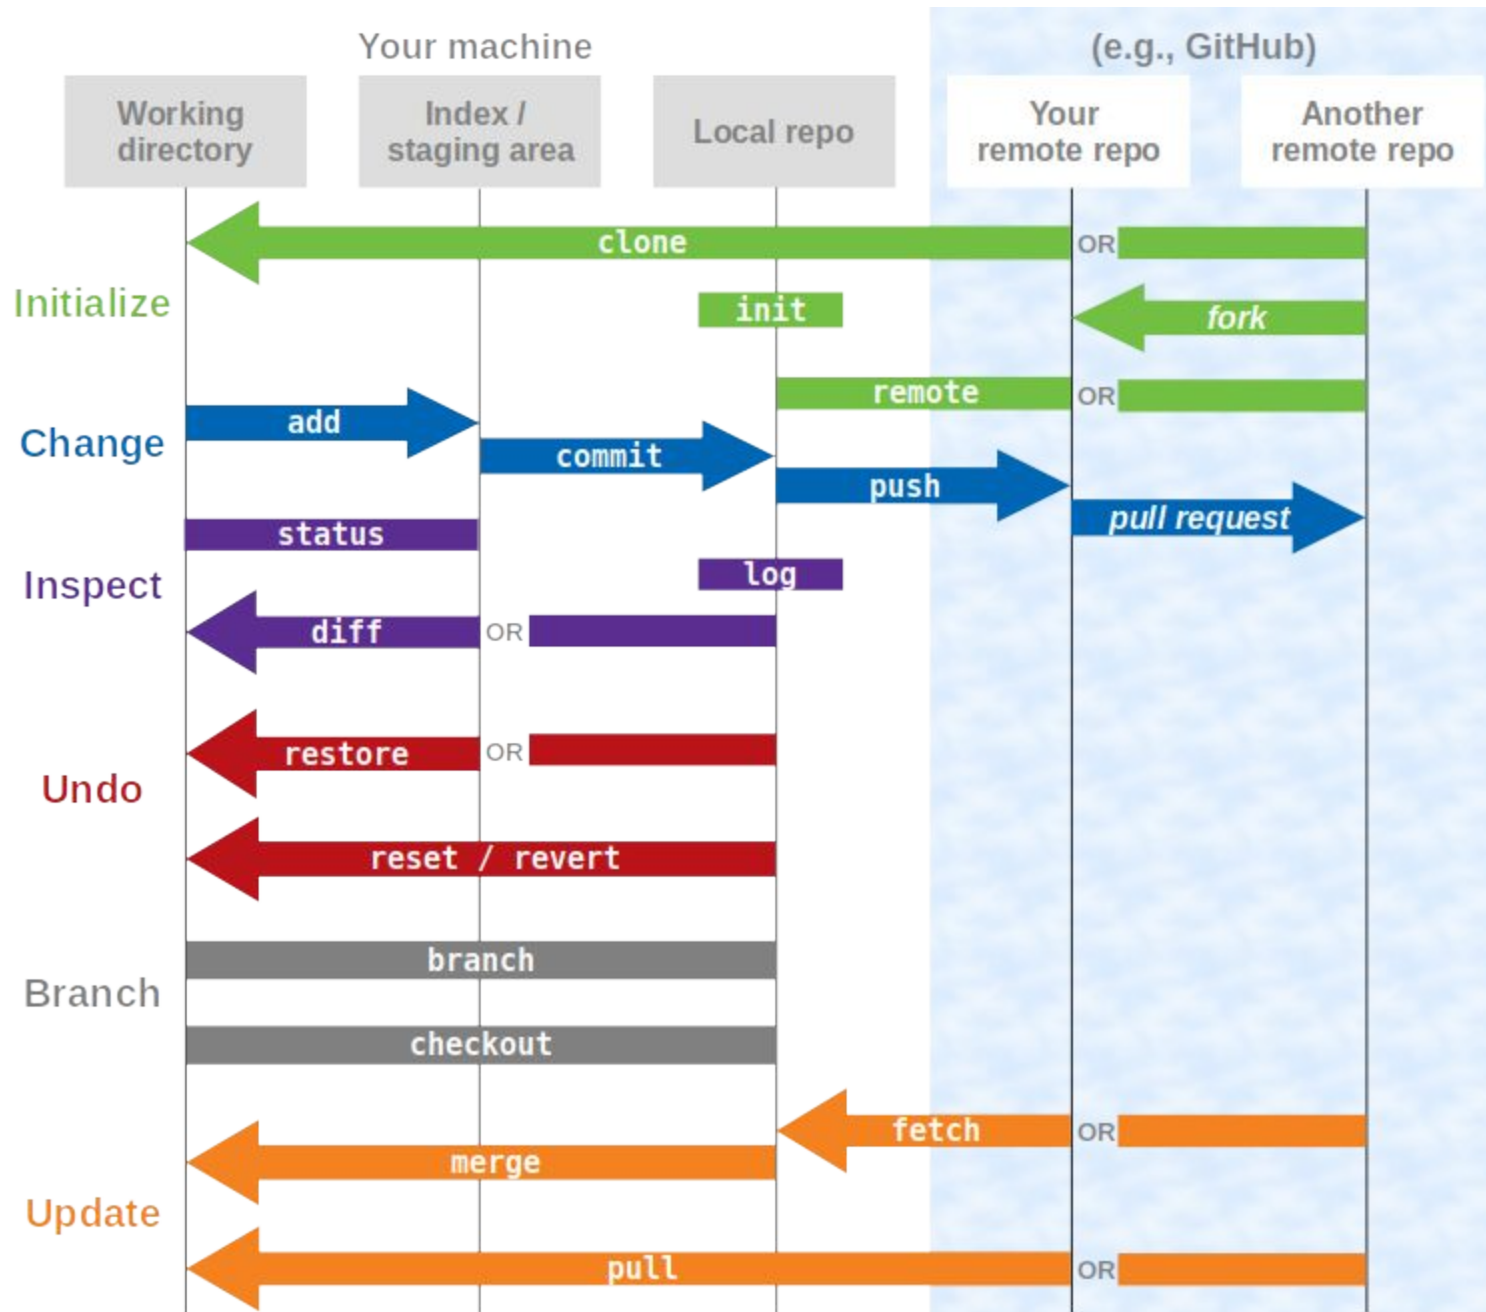 Your machine
(e.g., GitHub)
Working
directory
Index /
staging area
Local repo
Your
remote repo
Another
remote repo
clone
OR
Initialize
init
fork
remote
OR
add
Change
commit
push
pull request
status
Inspect
log
diff
OR
restore
OR
Undo
reset / revert
branch
Branch
checkout
fetch
OR
merge
Update
pull
OR